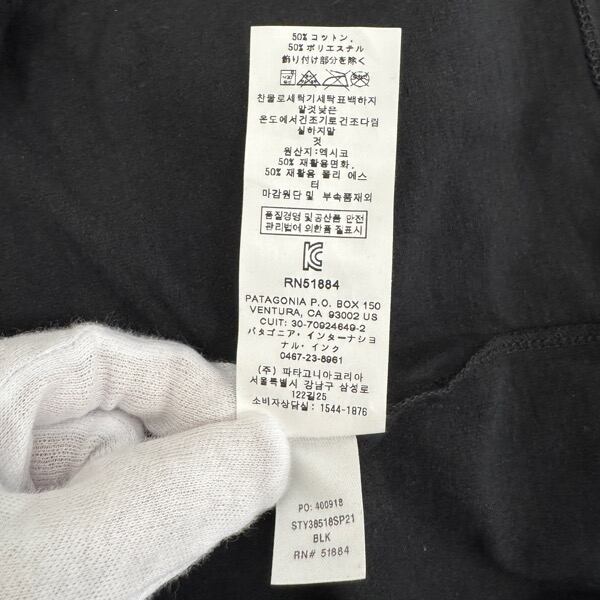 50% コットン.
50% ポリエステル
飾り付け部分を除く
찬물로세탁기세탁표백하지
말것낮은
온도에서건조기로건조다림
실하지말
것
원산지:엑시코
50% 재활용면화.
50% 재활용 폴리 에스
터
마감원단 및 부속품제외
품질경영 및공산품 안전
관리법에 의한품 질표시
RN51884
PATAGONIA P.O. BOX 150
VENTURA, CA 93002 US
CUIT: 30-70924649-2
パタゴニア・インターナショ
ナル・インク
0467-23-8961
(주) 파타고니아코리아
서울특별시 강남구 삼성로
122길25
소비자상담실: 1544-1876
PO: 400918
STY38518SP21
BLK
RN# 51884